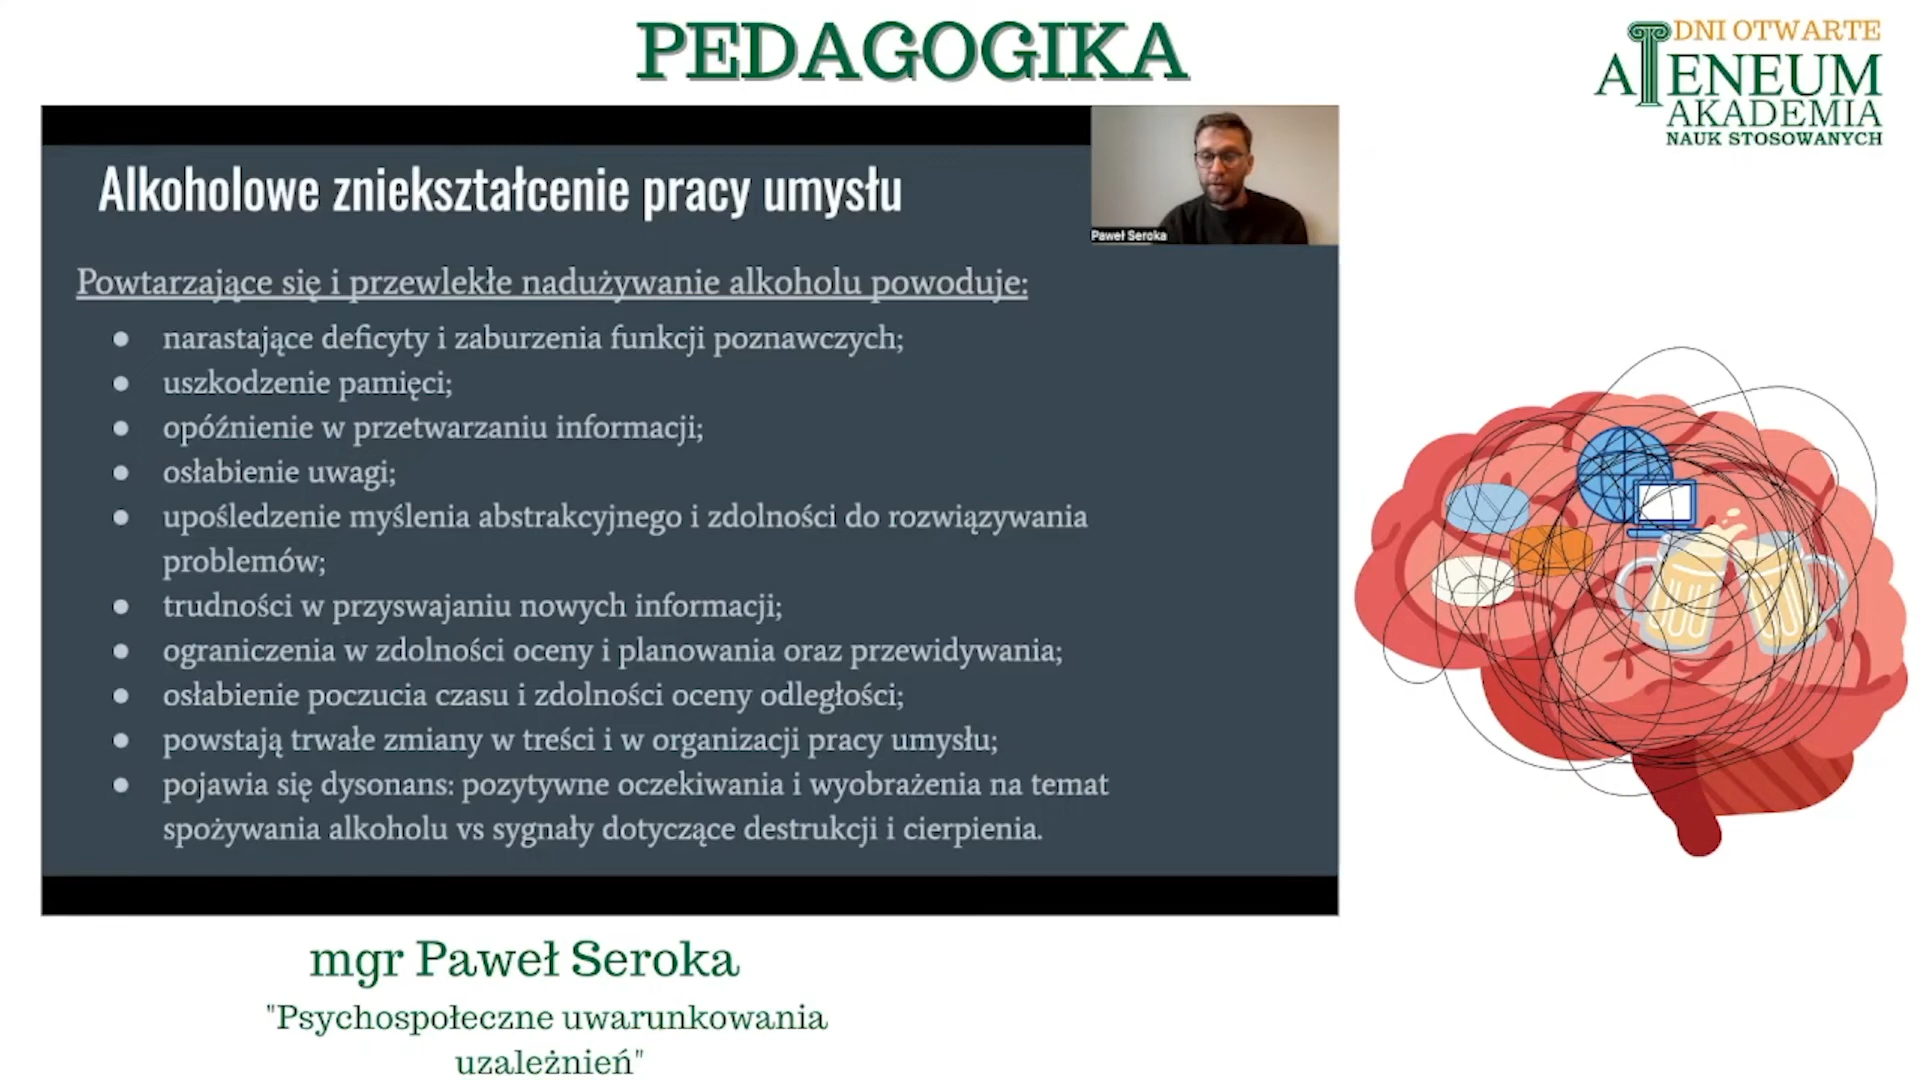 PEDAGOGIKA
DNI OTWARTE
ATENEUM
AKADEMIA
NAUK STOSOWANYCH
Alkoholowe zniekształcenie pracy umysłu
Paweł Seroka
Powtarzające się i przewlekłe nadużywanie alkoholu powoduje:
● narastające deficyty i zaburzenia funkcji poznawczych;
● uszkodzenie pamięci;
● opóźnienie w przetwarzaniu informacji;
● osłabienie uwagi;
● upośledzenie myślenia abstrakcyjnego i zdolności do rozwiązywania
problemów;
● trudności w przyswajaniu nowych informacji;
● ograniczenia w zdolności oceny i planowania oraz przewidywania;
● osłabienie poczucia czasu i zdolności oceny odległości;
● powstają trwałe zmiany w treści i w organizacji pracy umysłu;
● pojawia się dysonans: pozytywne oczekiwania i wyobrażenia na temat
spożywania alkoholu vs sygnały dotyczące destrukcji i cierpienia.
mgr Paweł Seroka
"Psychospołeczne uwarunkowania
uzależnień"